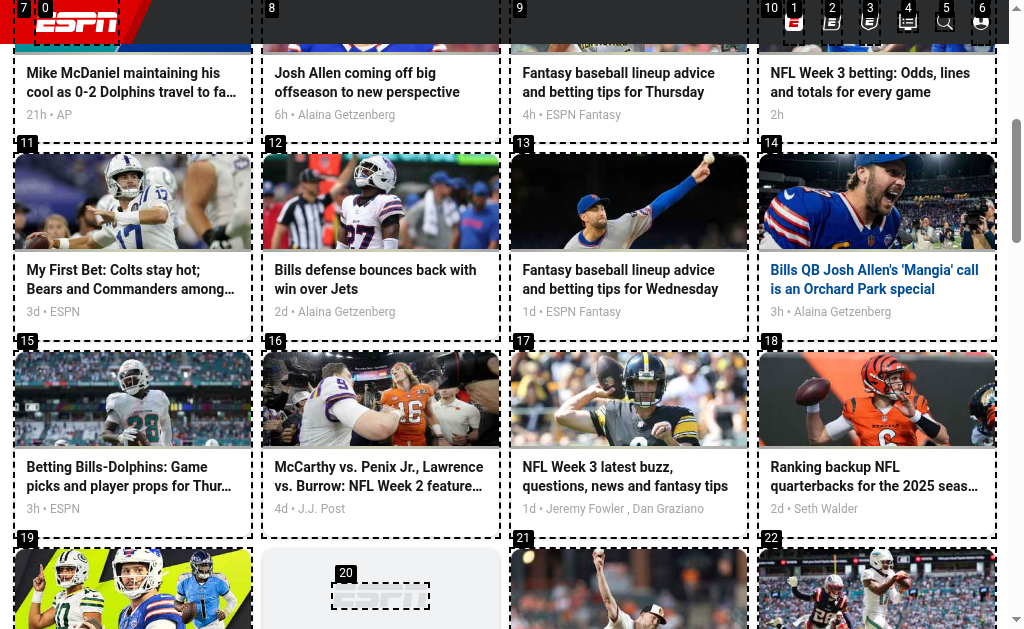 7 0 8 9 10 1 2 3 4 5 6
ESPN
Mike McDaniel maintaining his
cool as 0-2 Dolphins travel to fa…
21h • AP
Josh Allen coming off big
offseason to new perspective
6h • Alaina Getzenberg
Fantasy baseball lineup advice
and betting tips for Thursday
4h • ESPN Fantasy
NFL Week 3 betting: Odds, lines
and totals for every game
2h
11 12 13 14
My First Bet: Colts stay hot;
Bears and Commanders among…
3d • ESPN
Bills defense bounces back with
win over Jets
2d • Alaina Getzenberg
Fantasy baseball lineup advice
and betting tips for Wednesday
1d • ESPN Fantasy
Bills QB Josh Allen's 'Mangia' call
is an Orchard Park special
3h • Alaina Getzenberg
15 16 17 18
Betting Bills-Dolphins: Game
picks and player props for Thur…
3h • ESPN
McCarthy vs. Penix Jr., Lawrence
vs. Burrow: NFL Week 2 feature…
4d • J.J. Post
NFL Week 3 latest buzz,
questions, news and fantasy tips
1d • Jeremy Fowler , Dan Graziano
Ranking backup NFL
quarterbacks for the 2025 seas…
2d • Seth Walder
19 21 22
20
ESPN